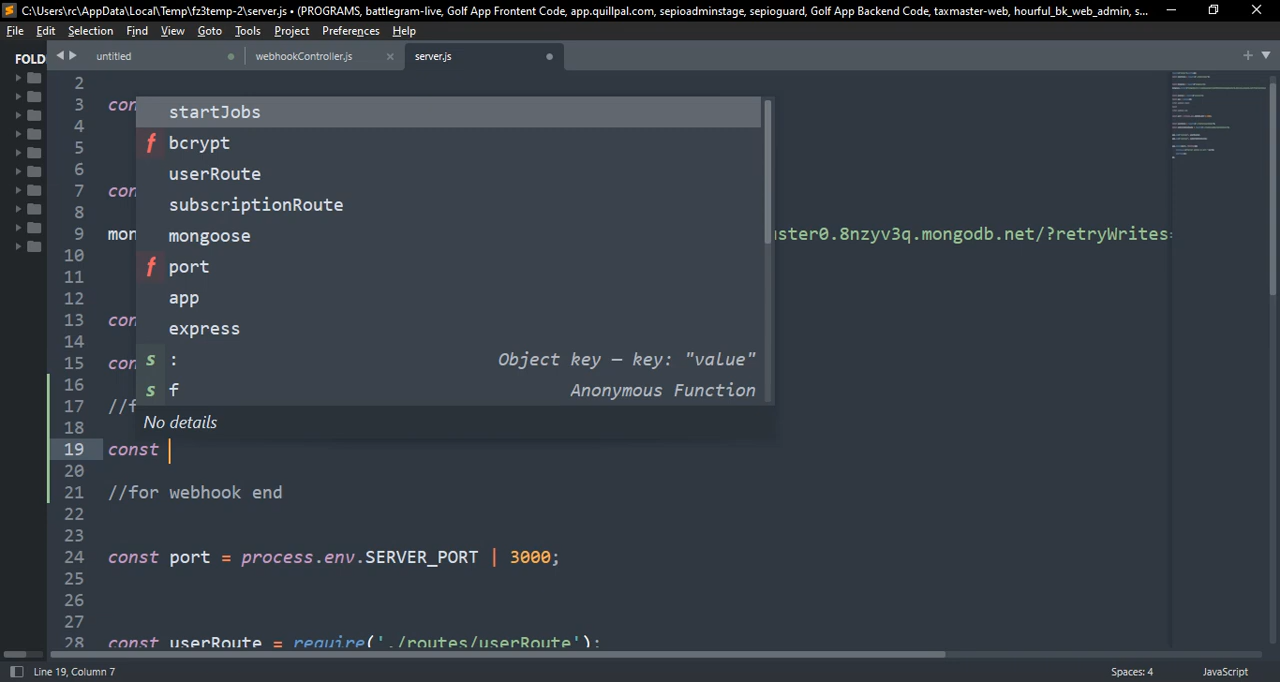 C:\Users\rc\AppData\Local\Temp\fz3temp-2\server.js • (PROGRAMS, battlegram-live, Golf App Frontent Code, app.quillpal.com, sepioadminstage, sepioguard, Golf App Backend Code, taxmaster-web, hourful_bk_web_admin, s...
File Edit Selection Find View Goto Tools Project Preferences Help
FOLD untitled webhookController.js server.js
2
3 con
startJobs
4
5
bcrypt
6
userRoute
7 con
8
subscriptionRoute
9 mon
mongoose
uster0.8nzyv3q.mongodb.net/?retryWrites=
10
11
port
12
app
13 con
express
14
15 con
s : Object key — key: "value"
16
s f Anonymous Function
17 //f
18
No details
19 const
20
21 //for webhook end
22
23
24 const port = process.env.SERVER_PORT | 3000;
25
26
27
28 const userRoute = require('./routes/userRoute');
Line 19, Column 7 Spaces: 4 JavaScript